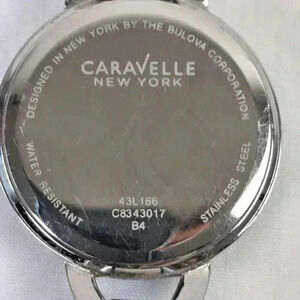 DESIGNED IN NEW YORK BY THE BULOVA CORPORATION
CARAVELLE
NEW YORK
WATER RESISTANT
STAINLESS STEEL
43L166
C8343017
B4